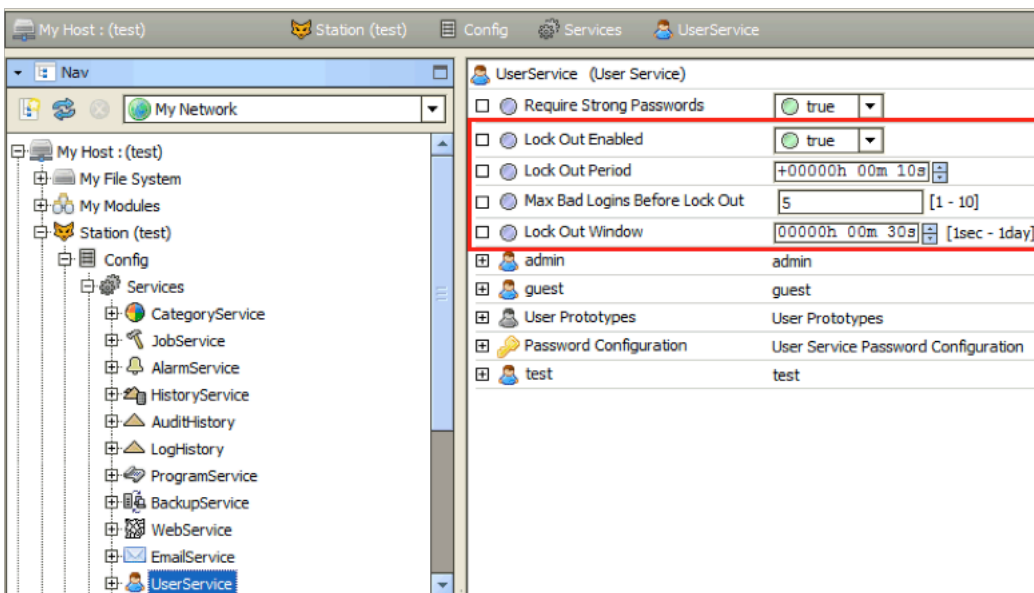 My Host : (test) Station (test) Config Services UserService
Nav
My Network
My Host : (test)
My File System
My Modules
Station (test)
Config
Services
CategoryService
JobService
AlarmService
HistoryService
AuditHistory
LogHistory
ProgramService
BackupService
WebService
EmailService
UserService
UserService (User Service)
Require Strong Passwords true
Lock Out Enabled true
Lock Out Period +00000h 00m 10s
Max Bad Logins Before Lock Out 5 [1 - 10]
Lock Out Window 00000h 00m 30s [1sec - 1day]
admin admin
guest guest
User Prototypes User Prototypes
Password Configuration User Service Password Configuration
test test